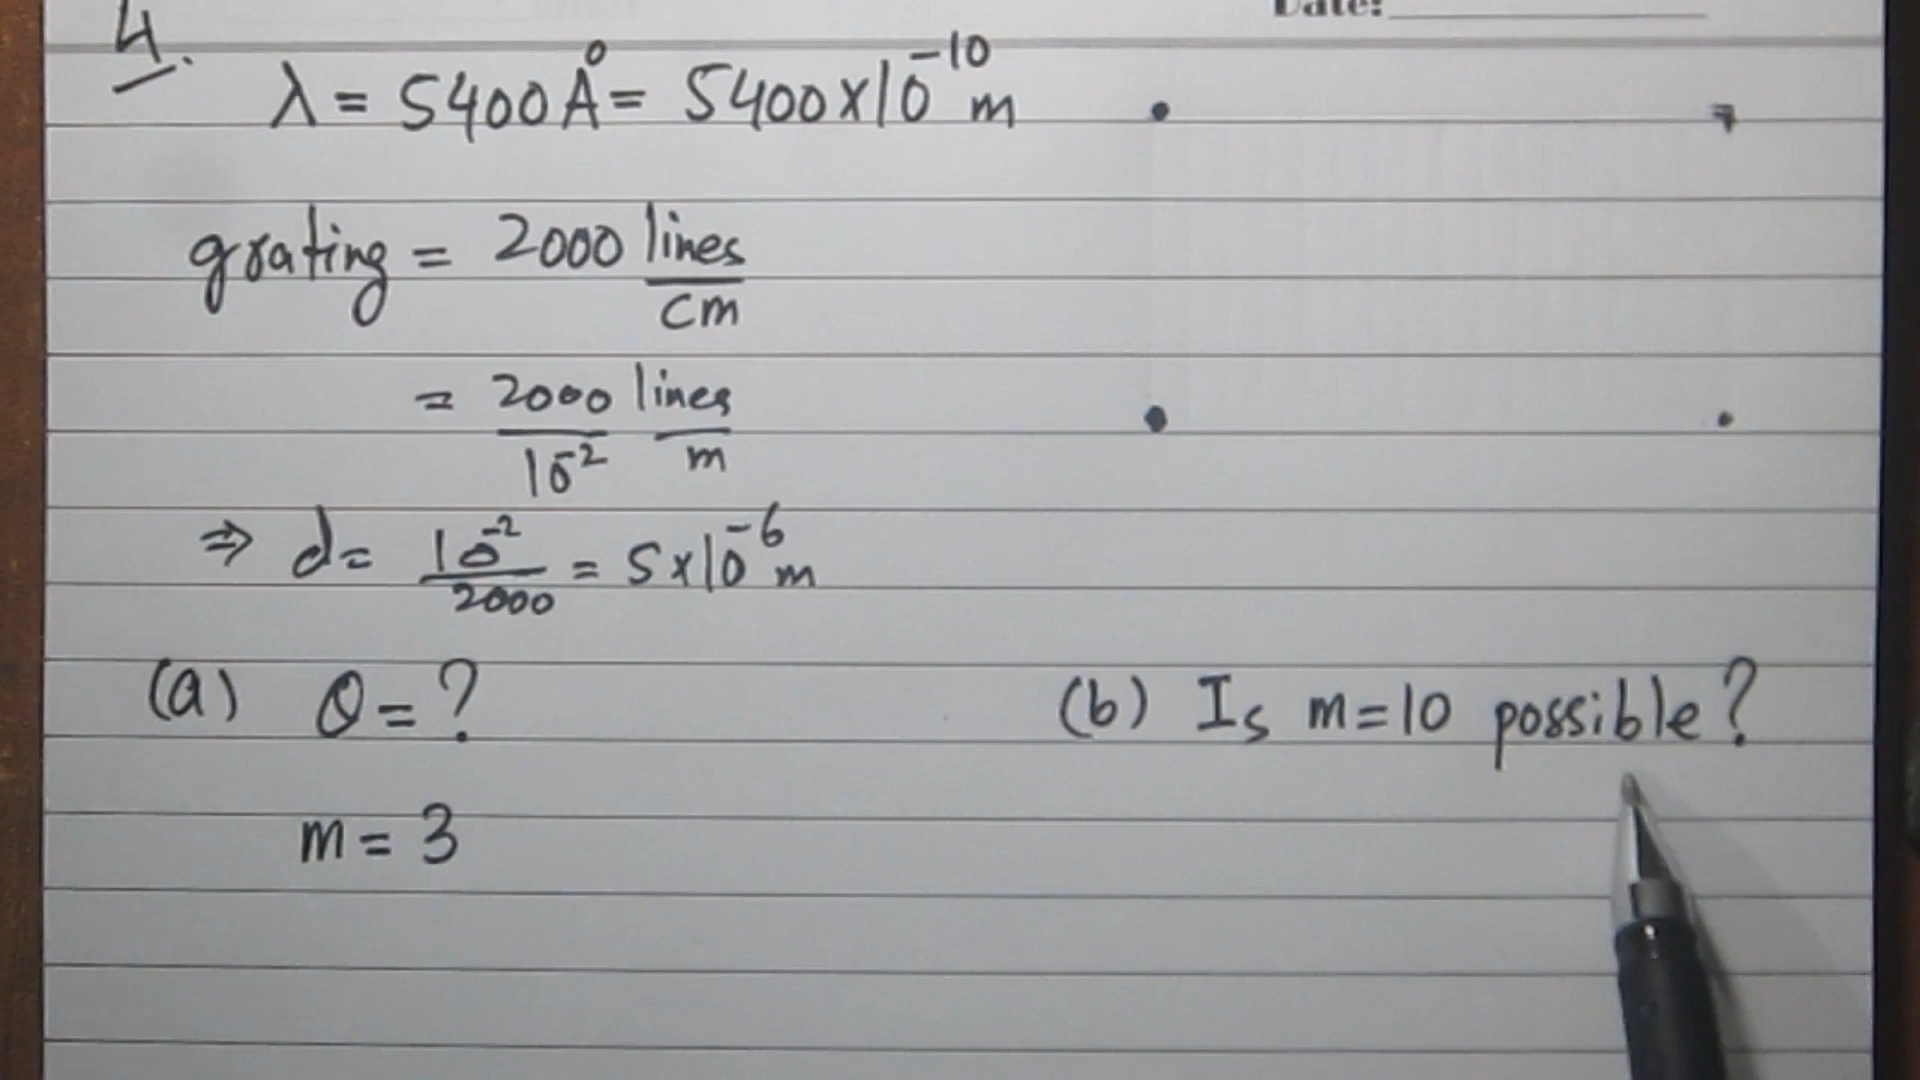 Date:
4.
λ = 5400 Å = 5400×10⁻¹⁰ m
grating = 2000 lines/cm
= 2000/10⁻² lines/m
⇒ d = 10⁻²/2000 = 5×10⁻⁶ m
(a) θ = ?
(b) Is m=10 possible?
m = 3